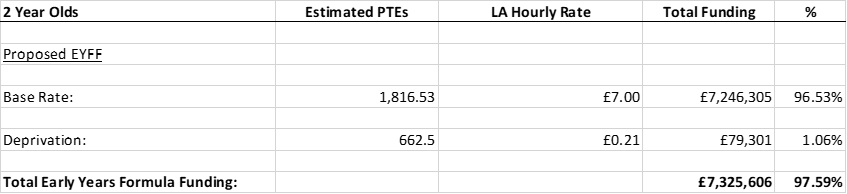 2 Year Olds Estimated PTEs LA Hourly Rate Total Funding %
Proposed EYFF
Base Rate: 1,816.53 £7.00 £7,246,305 96.53%
Deprivation: 662.5 £0.21 £79,301 1.06%
Total Early Years Formula Funding: £7,325,606 97.59%